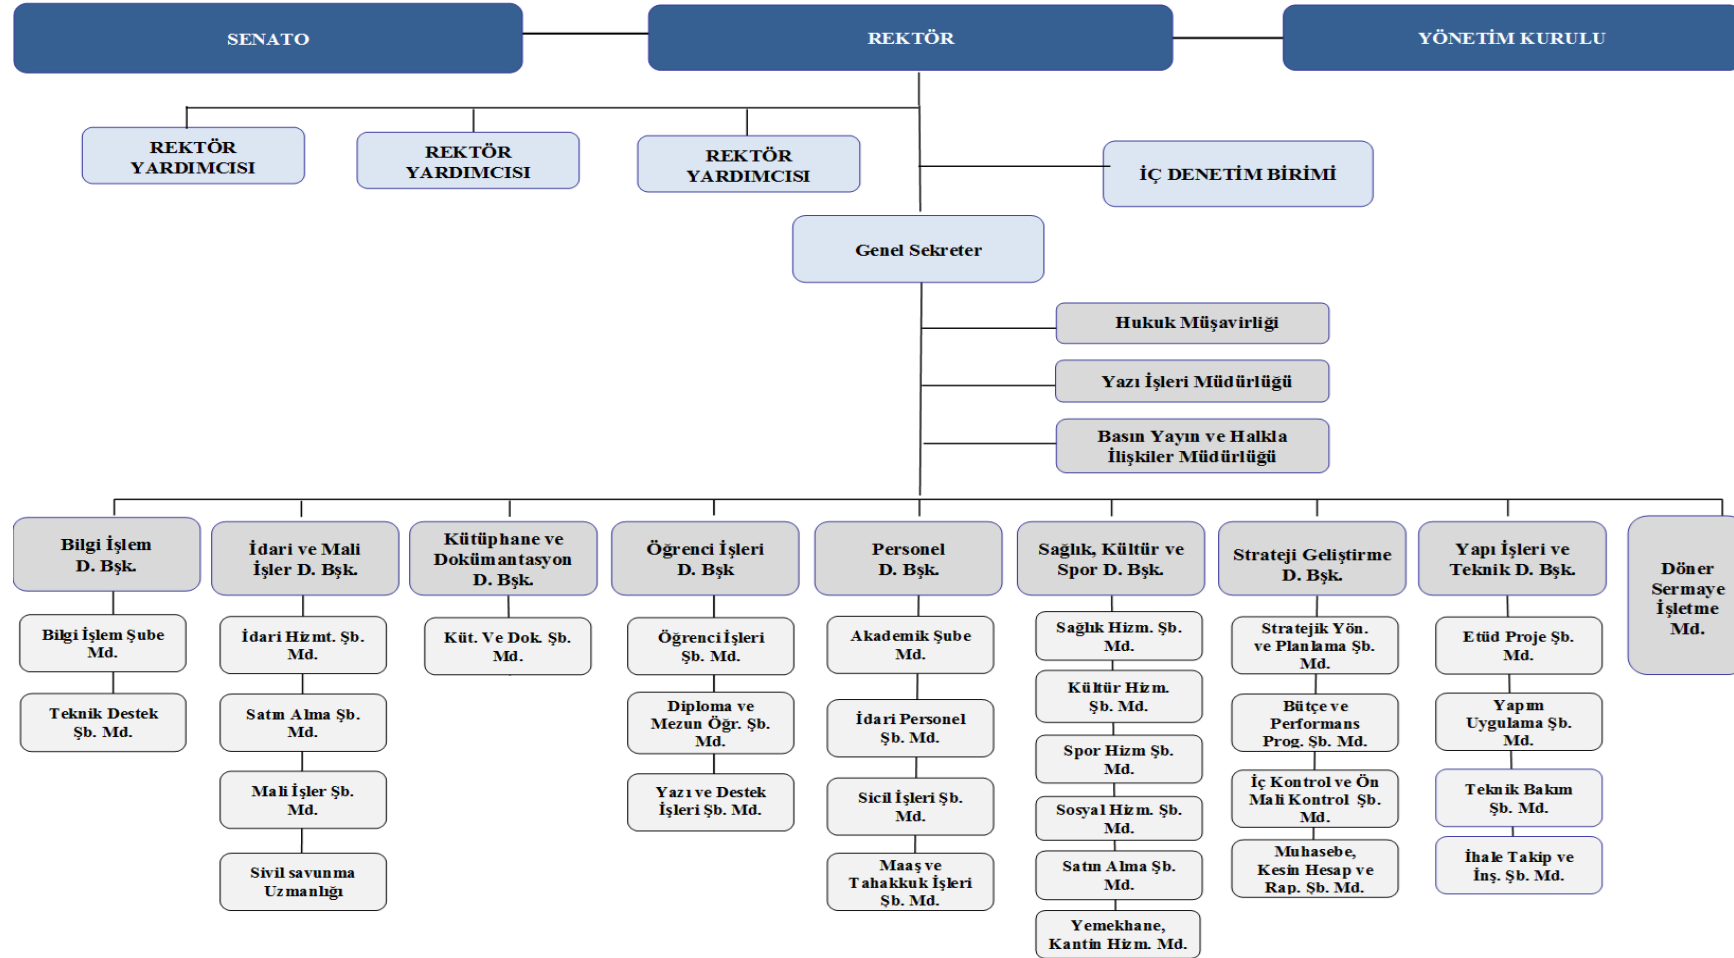 SENATO
REKTÖR
YÖNETİM KURULU
REKTÖR
YARDIMCISI
REKTÖR
YARDIMCISI
REKTÖR
YARDIMCISI
İÇ DENETİM BİRİMİ
Genel Sekreter
Hukuk Müşavirliği
Yazı İşleri Müdürlüğü
Basın Yayın ve Halkla
İlişkiler Müdürlüğü
Bilgi İşlem
D. Bşk.
İdari ve Mali
İşler D. Bşk.
Kütüphane ve
Dokümantasyon
D. Bşk.
Öğrenci İşleri
D. Bşk
Personel
D. Bşk.
Sağlık, Kültür ve
Spor D. Bşk.
Strateji Geliştirme
D. Bşk.
Yapı İşleri ve
Teknik D. Bşk.
Döner
Sermaye
İşletme
Md.
Bilgi İşlem Şube
Md.
Teknik Destek
Şb. Md.
İdari Hizmt. Şb.
Md.
Satın Alma Şb.
Md.
Mali İşler Şb.
Md.
Sivil savunma
Uzmanlığı
Küt. Ve Dok. Şb.
Md.
Öğrenci İşleri
Şb. Md.
Diploma ve
Mezun Öğr. Şb.
Md.
Yazı ve Destek
İşleri Şb. Md.
Akademik Şube
Md.
İdari Personel
Şb. Md.
Sicil İşleri Şb.
Md.
Maaş ve
Tahakkuk İşleri
Şb. Md.
Sağlık Hizm. Şb.
Md.
Kültür Hizm.
Şb. Md.
Spor Hizm Şb.
Md.
Sosyal Hizm. Şb.
Md.
Satın Alma Şb.
Md.
Yemekhane,
Kantin Hizm. Md.
Stratejik Yön.
ve Planlama Şb.
Md.
Bütçe ve
Performans
Prog. Şb. Md.
İç Kontrol ve Ön
Mali Kontrol Şb.
Md.
Muhasebe,
Kesin Hesap ve
Rap. Şb. Md.
Etüd Proje Şb.
Md.
Yapım
Uygulama Şb.
Md.
Teknik Bakım
Şb. Md.
İhale Takip ve
İnş. Şb. Md.